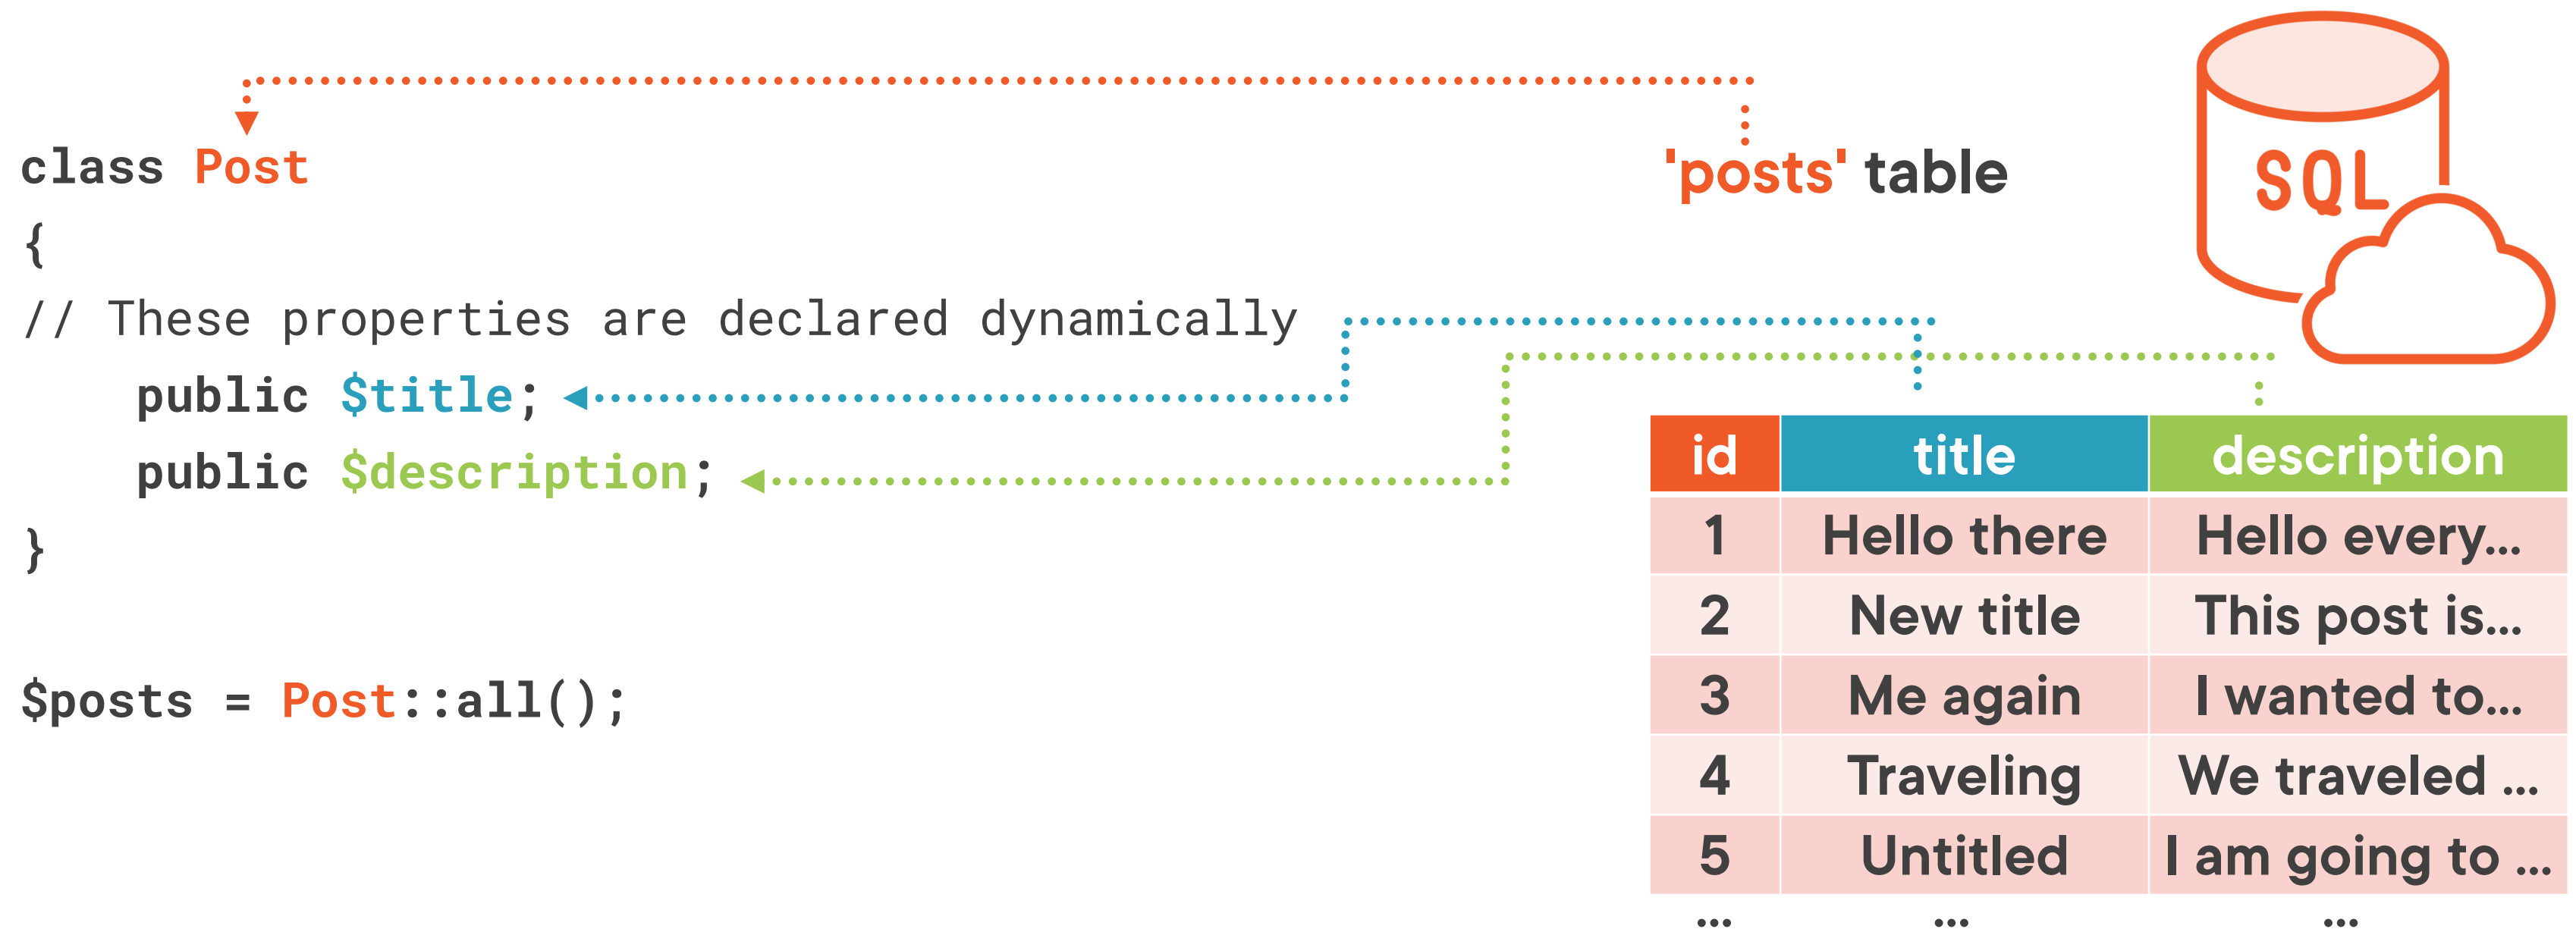 class Post
{
// These properties are declared dynamically
    public $title;
    public $description;
}
$posts = Post::all();
'posts' table
SQL
id title description
1 Hello there Hello every...
2 New title This post is...
3 Me again I wanted to...
4 Traveling We traveled ...
5 Untitled I am going to ...
... ... ...